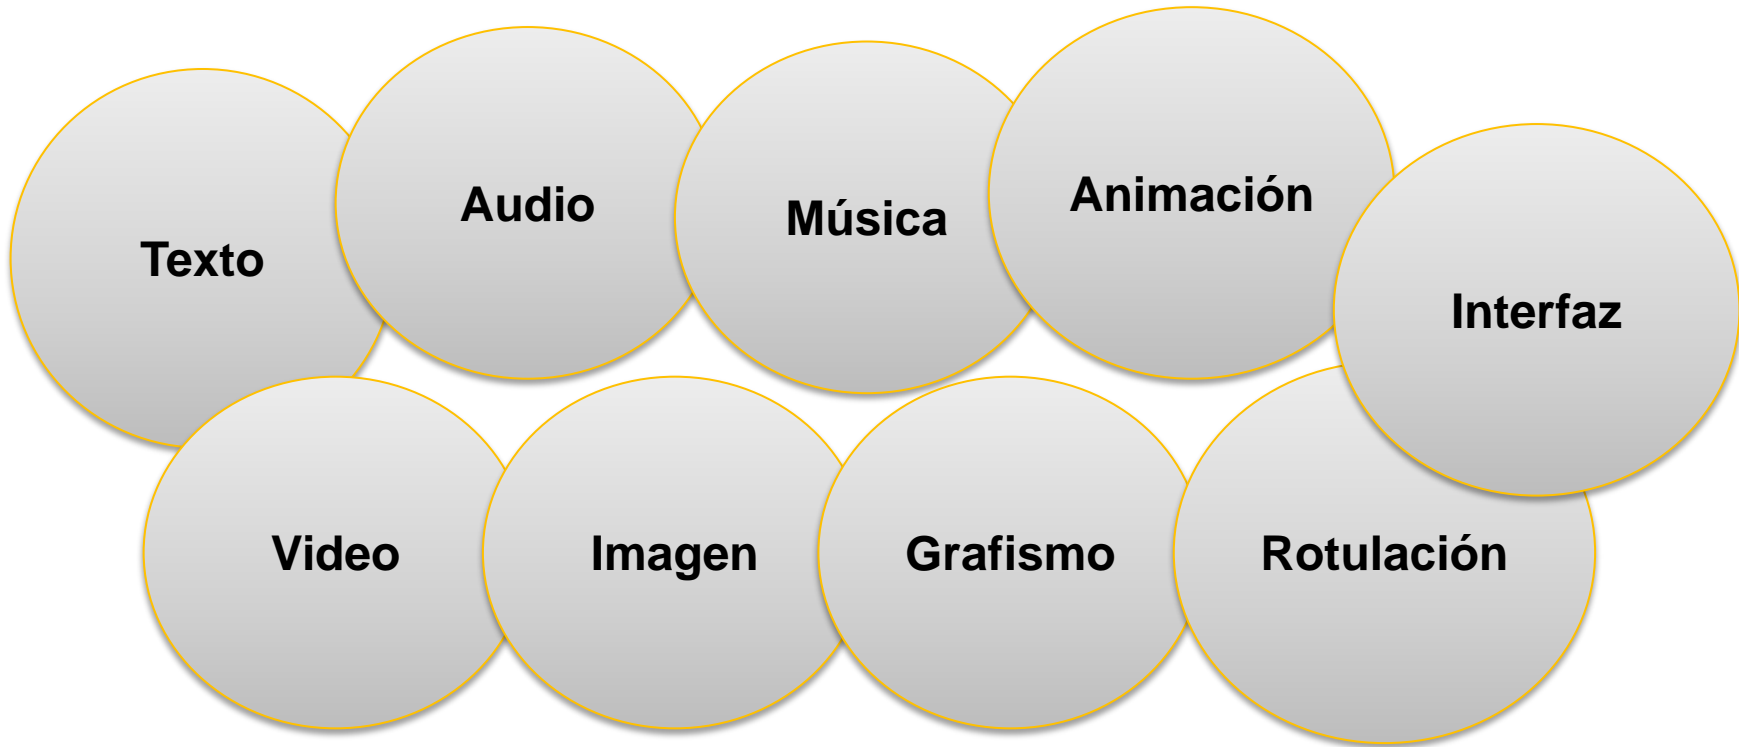 Texto
Audio
Música
Animación
Interfaz
Video
Imagen
Grafismo
Rotulación